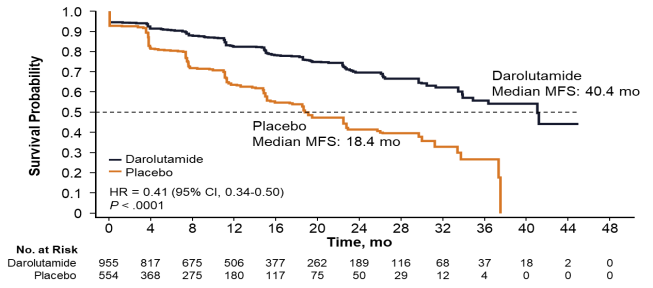 Survival Probability
1.0
0.9
0.8
0.7
0.6
0.5
0.4
0.3
0.2
0.1
0
Darolutamide
Median MFS: 40.4 mo
Placebo
Median MFS: 18.4 mo
Darolutamide
Placebo
HR = 0.41 (95% CI, 0.34-0.50)
P < .0001
0 4 8 12 16 20 24 28 32 36 40 44 48
Time, mo
No. at Risk
Darolutamide 955 817 675 506 377 262 189 116 68 37 18 2 0
Placebo 554 368 275 180 117 75 50 29 12 4 0 0 0